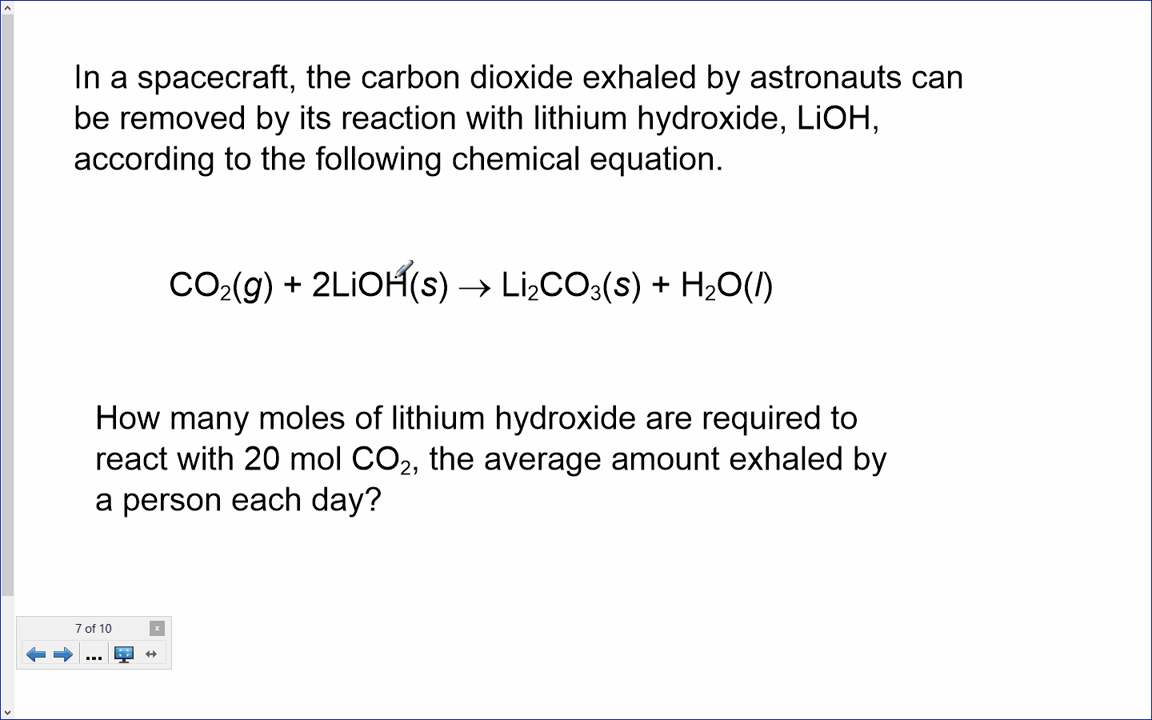 In a spacecraft, the carbon dioxide exhaled by astronauts can
be removed by its reaction with lithium hydroxide, LiOH,
according to the following chemical equation.
CO₂(g) + 2LiOH(s) → Li₂CO₃(s) + H₂O(l)
How many moles of lithium hydroxide are required to
react with 20 mol CO₂, the average amount exhaled by
a person each day?
7 of 10